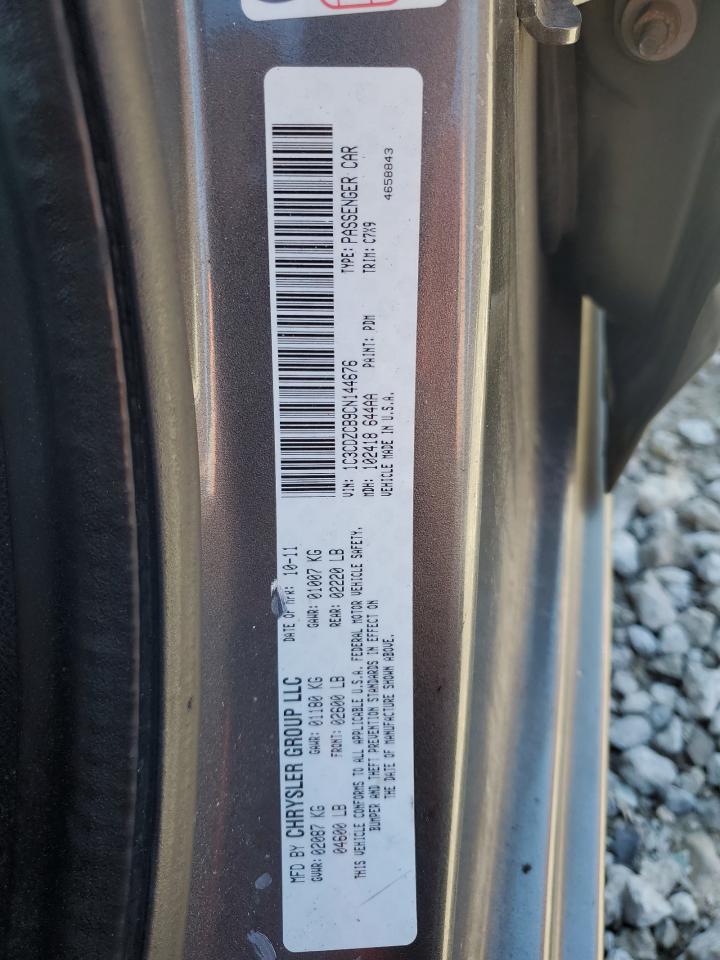 MFD BY CHRYSLER GROUP LLC DATE OF MFR: 10-11
GVWR: 02087 KG GAWR: 01180 KG GAWR: 01007 KG
04600 LB FRONT: 02600 LB REAR: 02220 LB
THIS VEHICLE CONFORMS TO ALL APPLICABLE U.S.A. FEDERAL MOTOR VEHICLE SAFETY,
BUMPER AND THEFT PREVENTION STANDARDS IN EFFECT ON
THE DATE OF MANUFACTURE SHOWN ABOVE.
VIN: 1C3CDZCB9CN144676 TYPE: PASSENGER CAR
MDH: 102418 644AA PAINT: PDM TRIM: C7X9
VEHICLE MADE IN U.S.A. 4658843